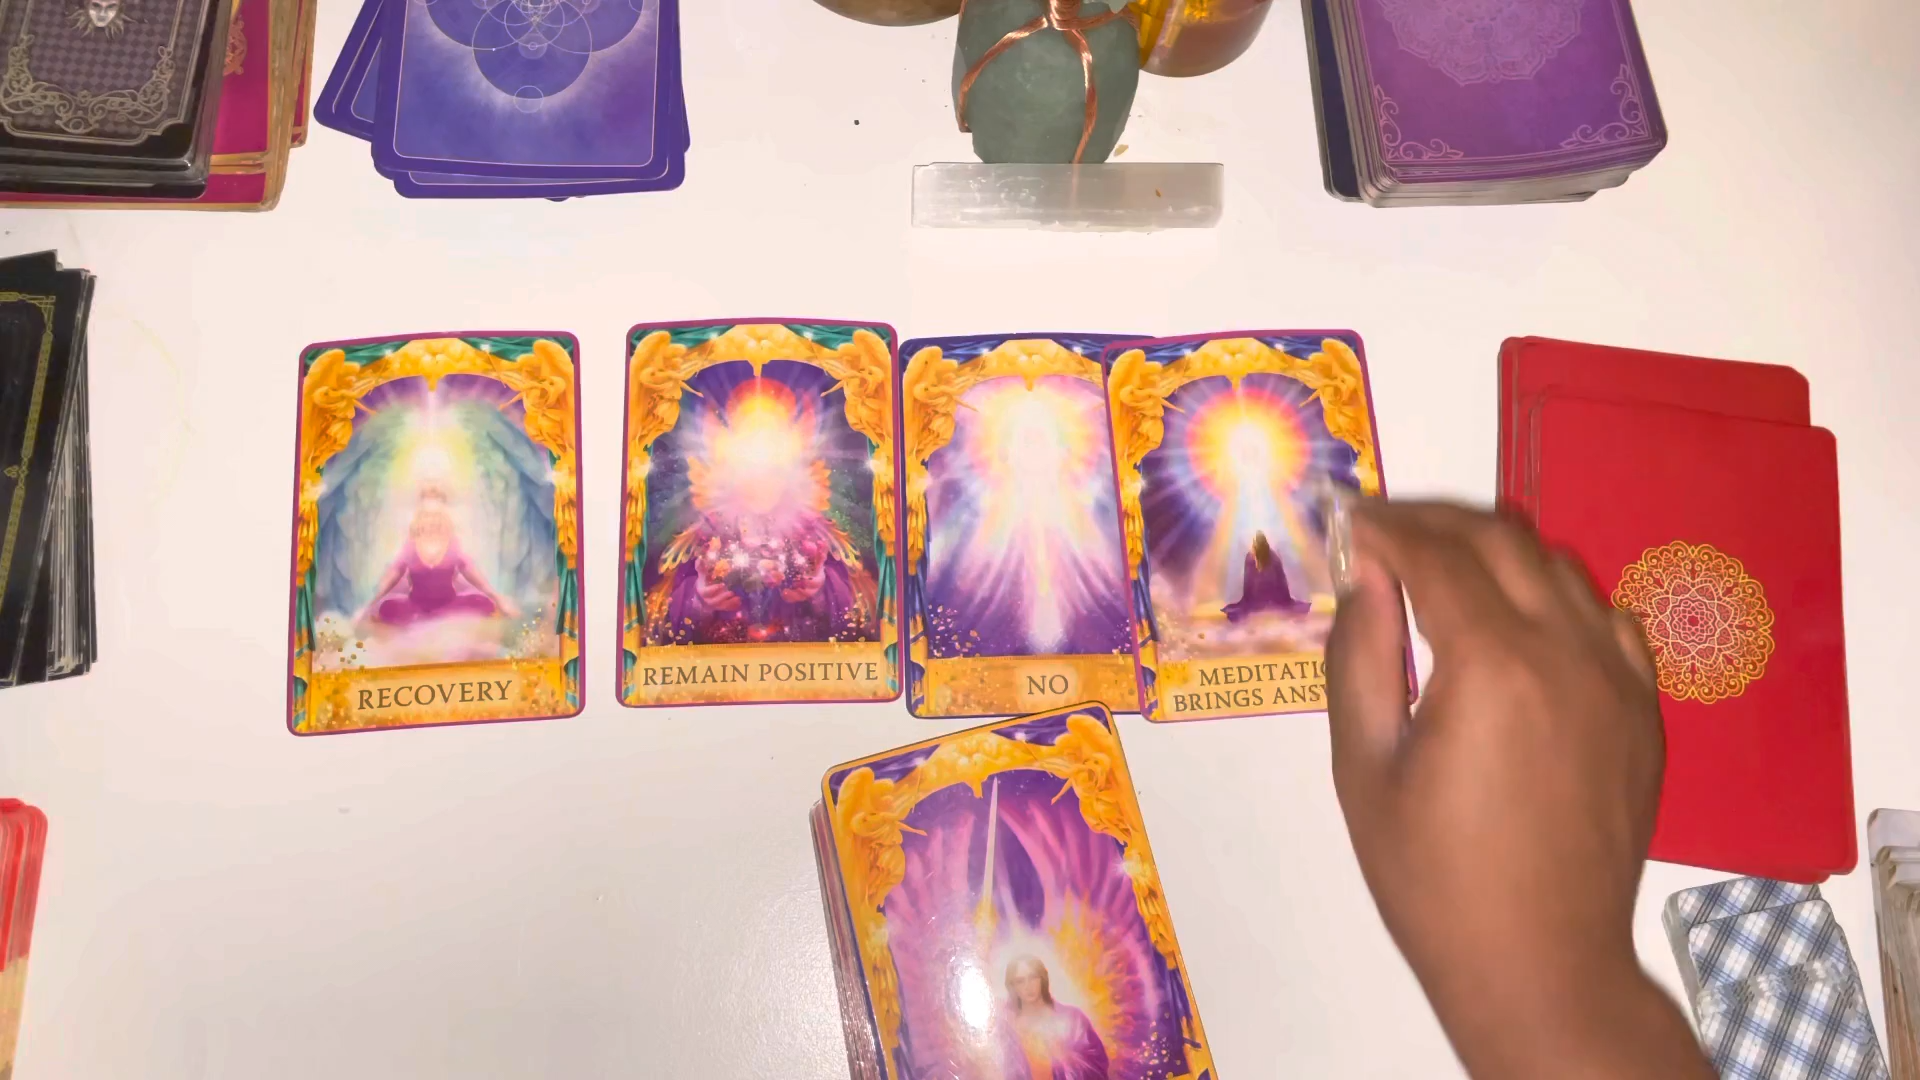 RECOVERY
REMAIN POSITIVE
NO
MEDITATIO
BRINGS ANS